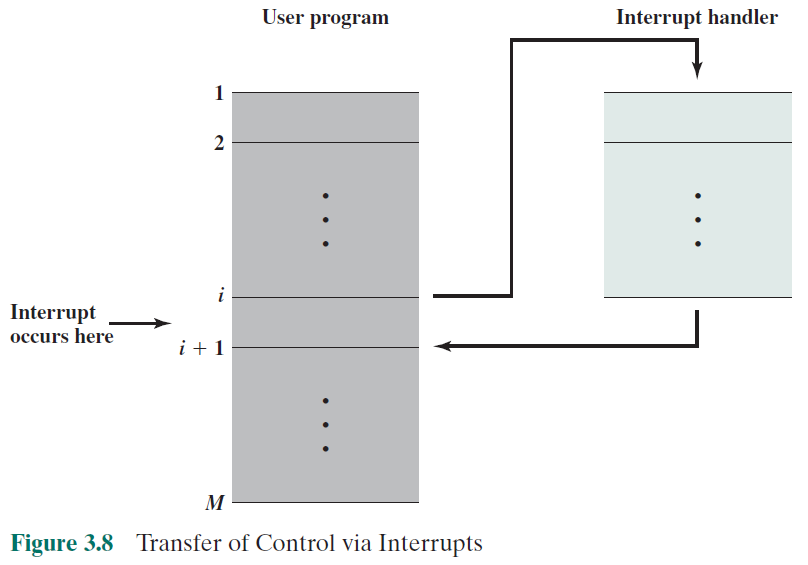 User program
Interrupt handler
1
2
i
Interrupt
occurs here
i + 1
M
Figure 3.8 Transfer of Control via Interrupts